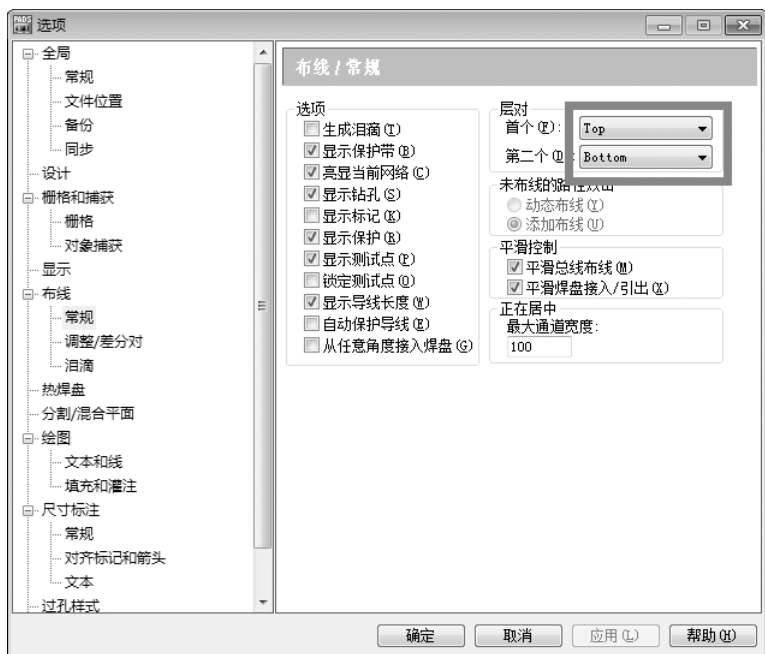 PADS 选项
全局
常规
文件位置
备份
同步
设计
栅格和捕获
栅格
对象捕获
显示
布线
常规
调整/差分对
泪滴
热焊盘
分割/混合平面
绘图
文本和线
填充和灌注
尺寸标注
常规
对齐标记和箭头
文本
过孔样式
布线 / 常规
选项
生成泪滴(T)
显示保护带(B)
亮显当前网络(C)
显示钻孔(S)
显示标记(K)
显示保护(R)
显示测试点(P)
锁定测试点(O)
显示导线长度(W)
自动保护导线(E)
从任意角度接入焊盘(G)
层对
首个(F): Top
第二个(D: Bottom
动态布线(Y)
添加布线(U)
平滑控制
平滑总线布线(M)
平滑焊盘接入/引出(X)
正在居中
最大通道宽度:
100
确定 取消 应用(L) 帮助(H)